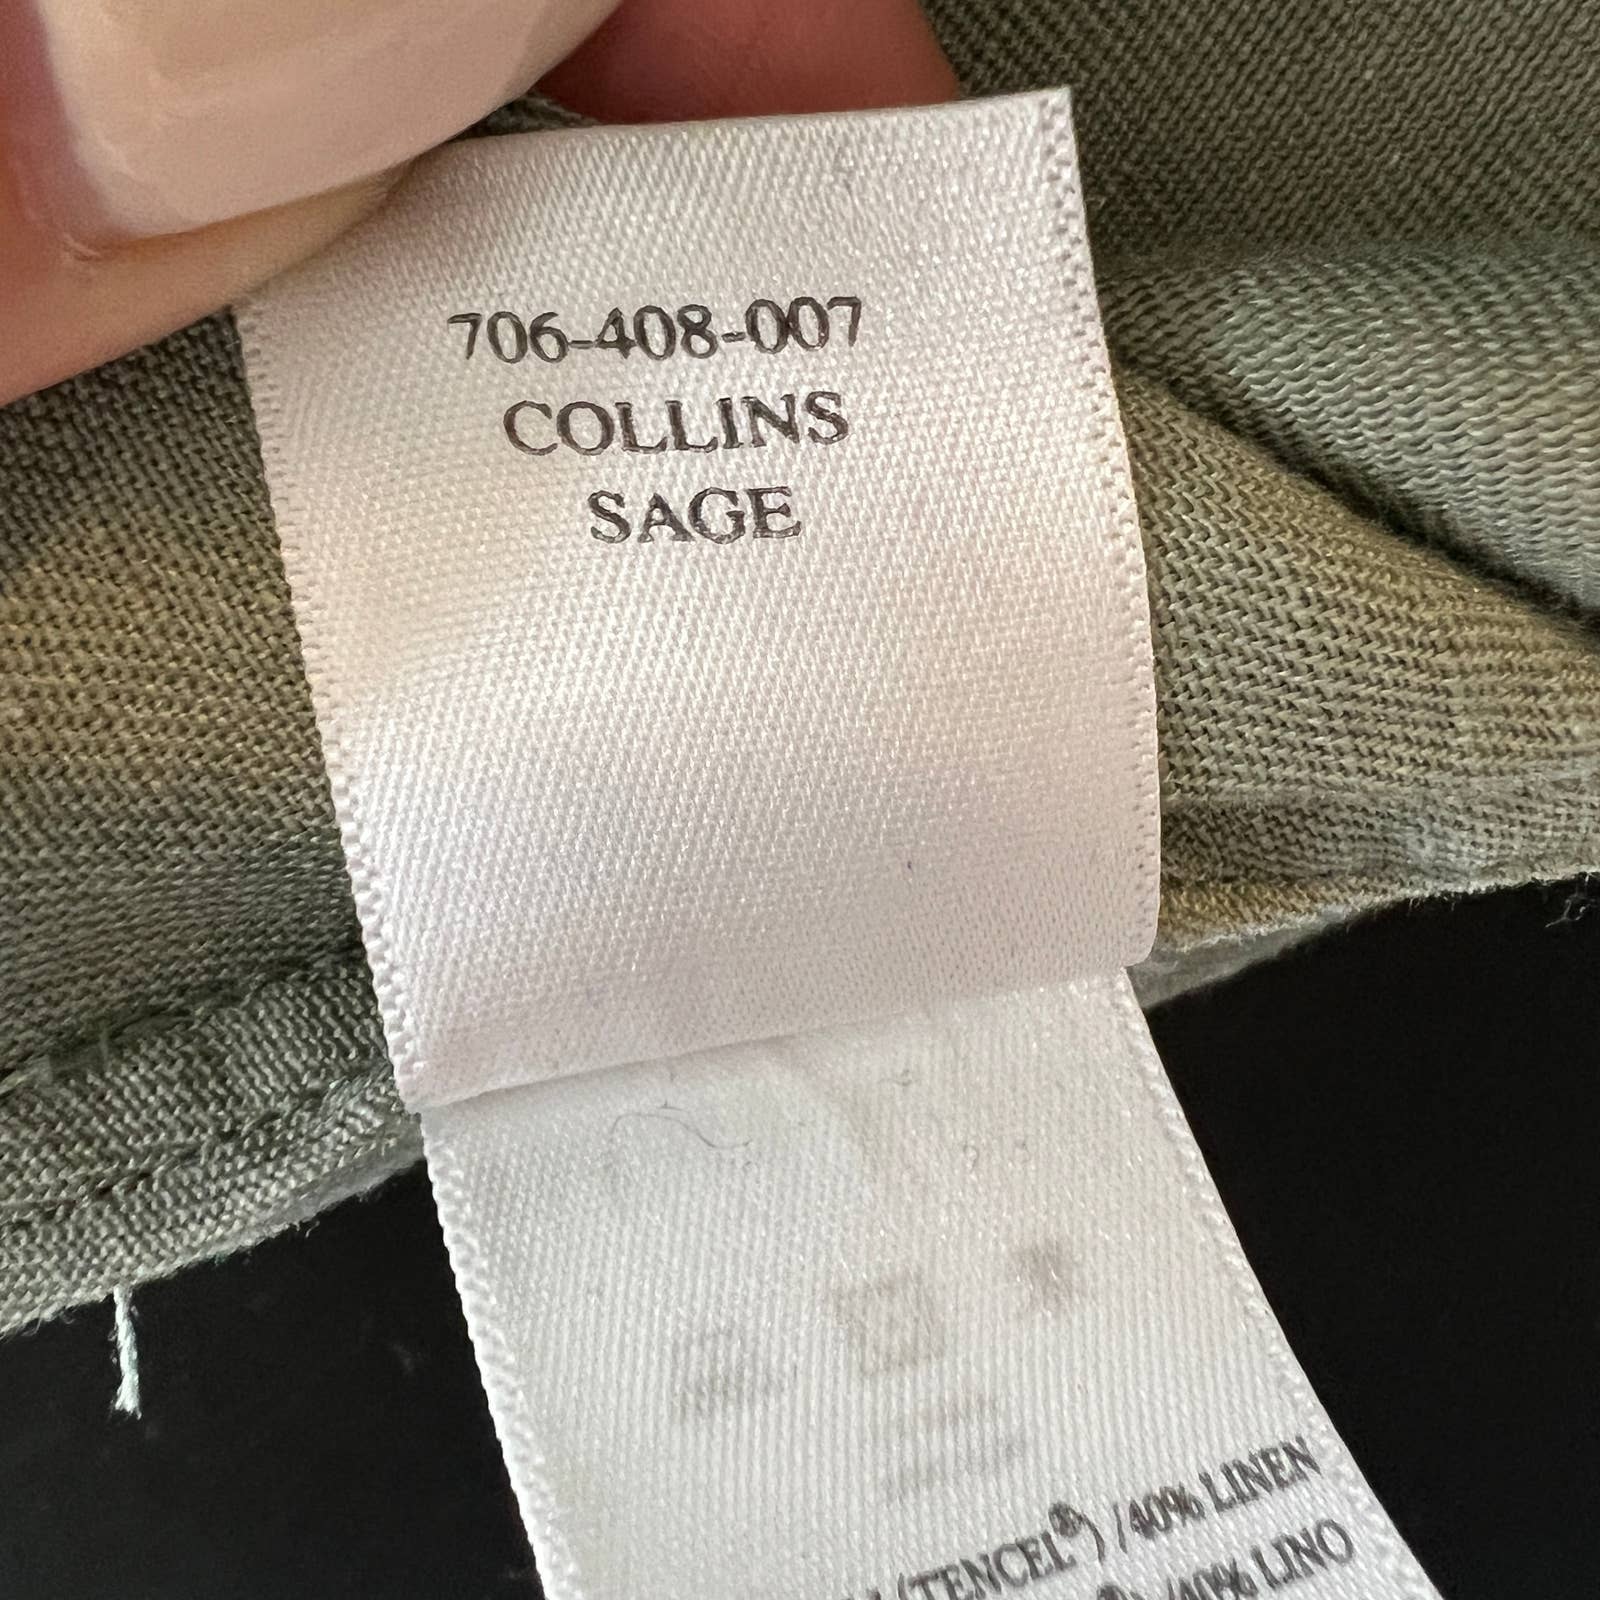 706-408-007
COLLINS
SAGE
(TENCEL®) /40% LINEN
/40% LINO